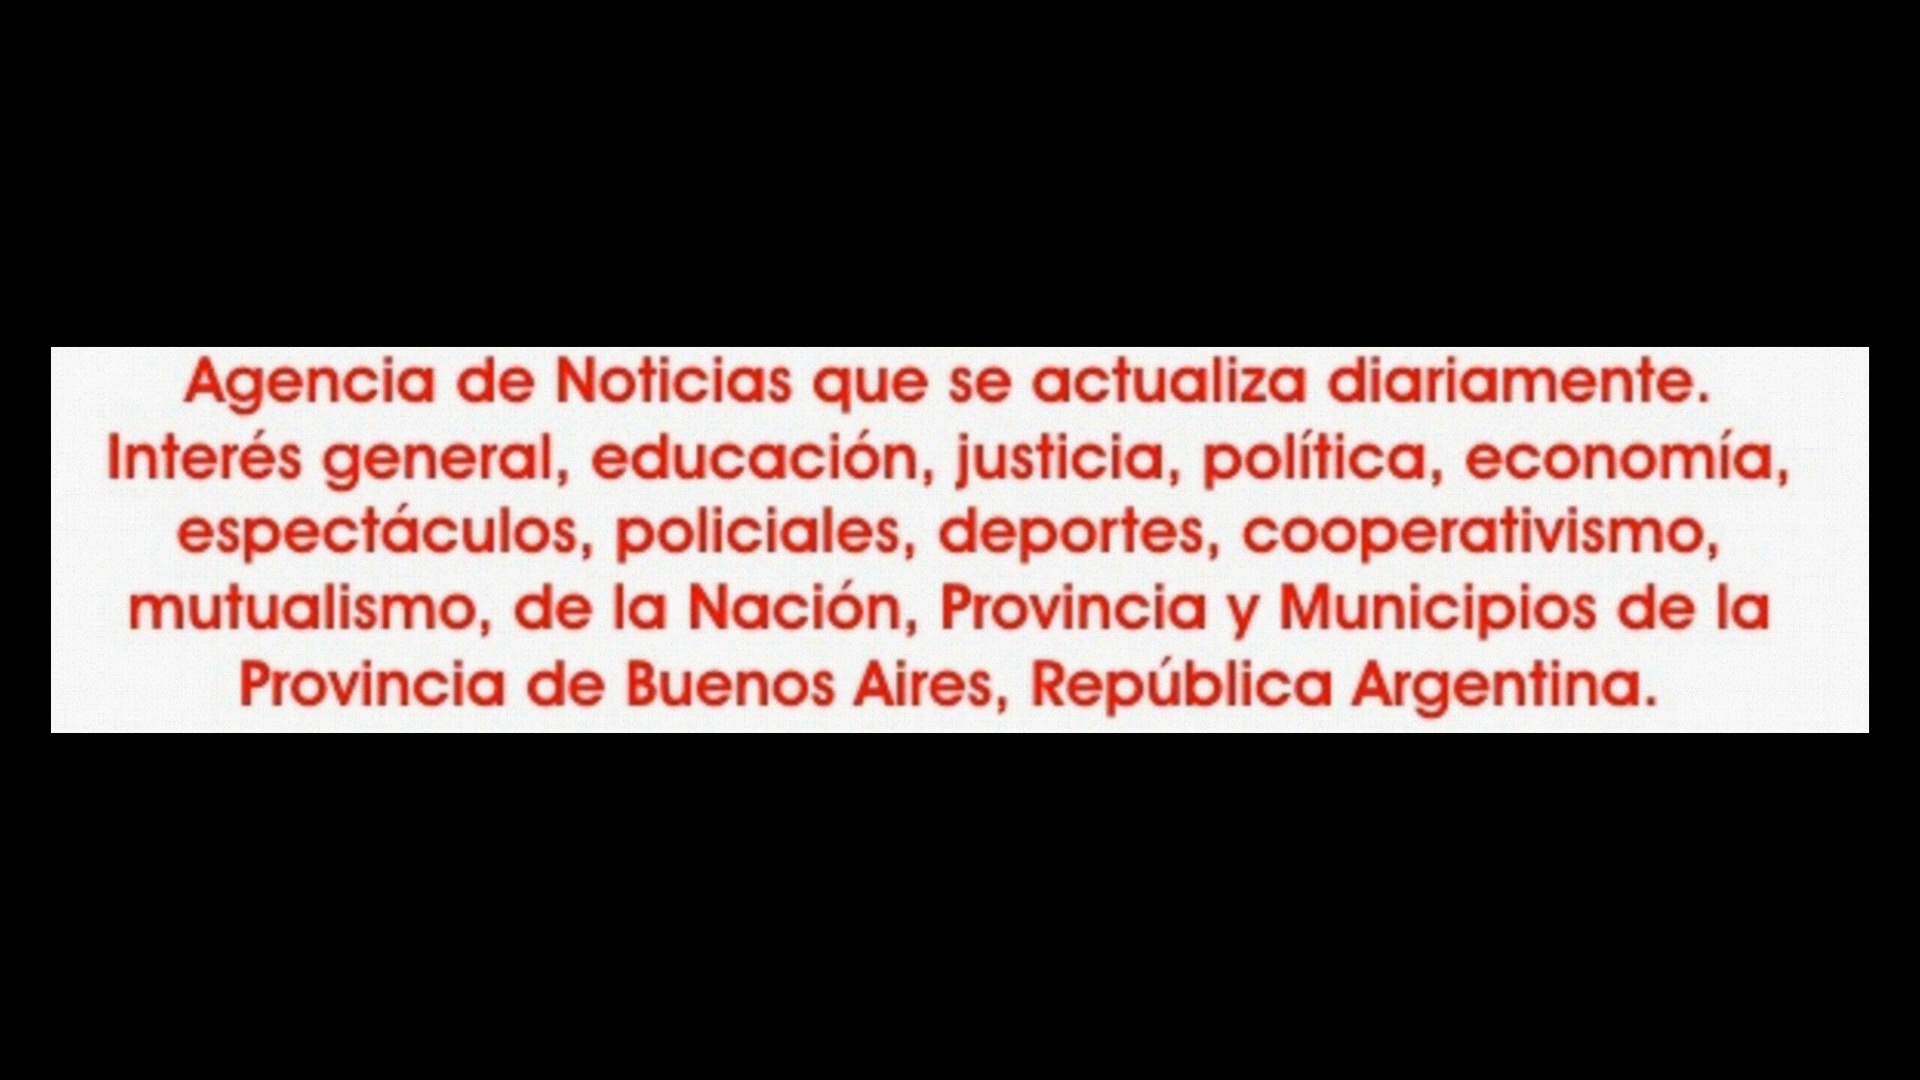 Agencia de Noticias que se actualiza diariamente.
Interés general, educación, justicia, política, economía,
espectáculos, policiales, deportes, cooperativismo,
mutualismo, de la Nación, Provincia y Municipios de la
Provincia de Buenos Aires, República Argentina.